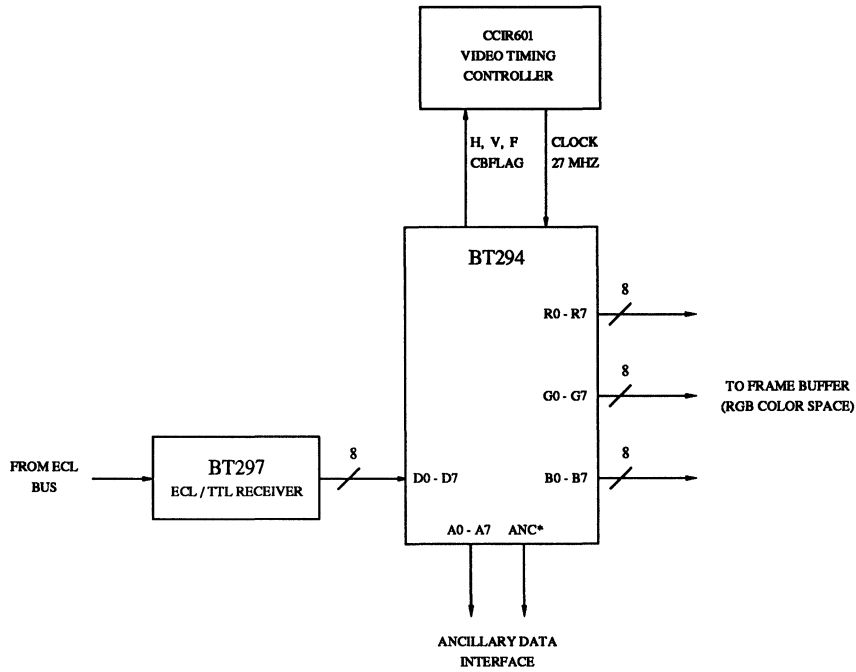 CCIR601
VIDEO TIMING
CONTROLLER
H, V, F
CBFLAG
CLOCK
27 MHZ
BT294
8
R0 - R7
8
G0 - G7
TO FRAME BUFFER
(RGB COLOR SPACE)
FROM ECL
BUS
BT297
ECL / TTL RECEIVER
8
D0 - D7
8
B0 - B7
A0 - A7
ANC*
ANCILLARY DATA
INTERFACE